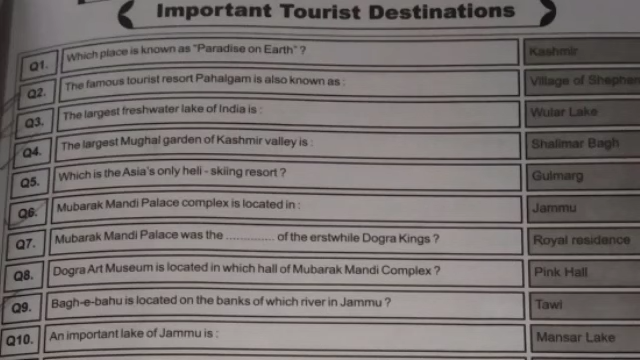 Important Tourist Destinations
Q1. Which place is known as "Paradise on Earth" ? Kashmir
Q2. The famous tourist resort Pahalgam is also known as : Village of
Q3. The largest freshwater lake of India is : Wular Lake
Q4. The largest Mughal garden of Kashmir valley is : Shalimar Bagh
Q5. Which is the Asia's only heli - skiing resort ? Gulmarg
Q6. Mubarak Mandi Palace complex is located in : Jammu
Q7. Mubarak Mandi Palace was the .............. of the erstwhile Dogra Kings ? Royal residence
Q8. Dogra Art Museum is located in which hall of Mubarak Mandi Complex ? Pink Hall
Q9. Bagh-e-bahu is located on the banks of which river in Jammu ? Tawi
Q10. An important lake of Jammu is : Mansar Lake